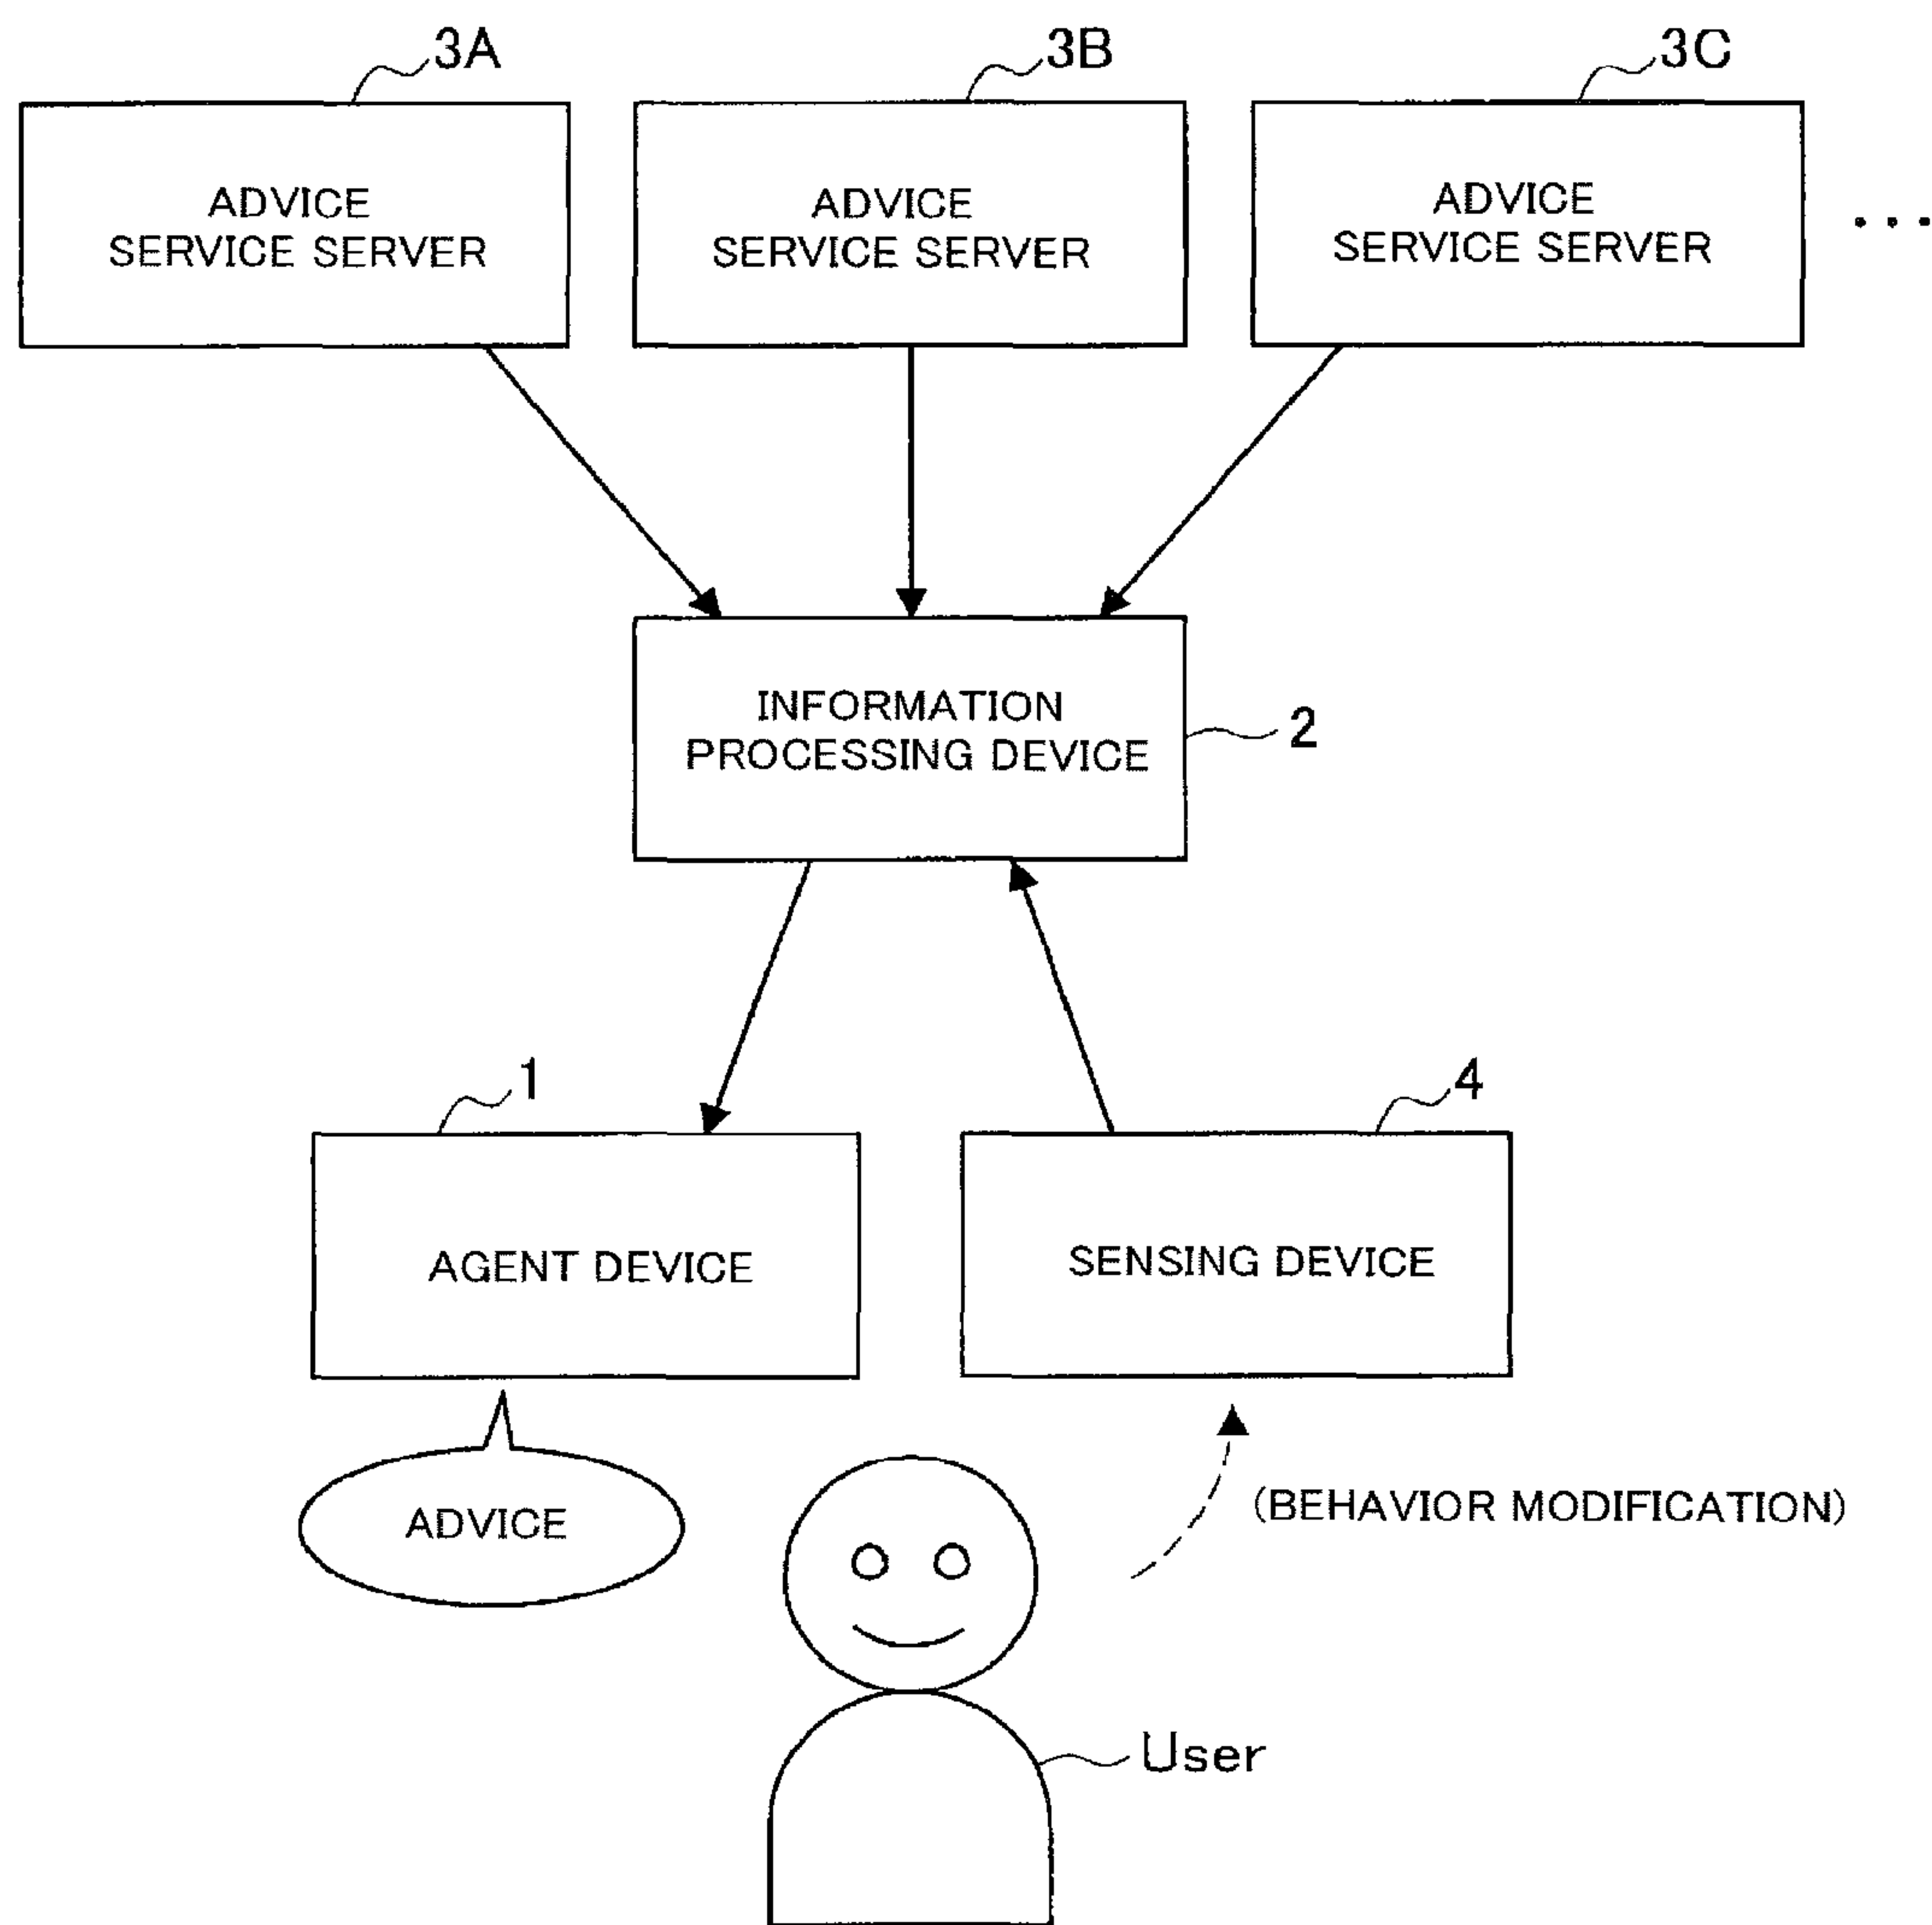 3A
3B
3C
ADVICE
SERVICE SERVER
ADVICE
SERVICE SERVER
ADVICE
SERVICE SERVER
...
INFORMATION
PROCESSING DEVICE
2
1
4
AGENT DEVICE
SENSING DEVICE
ADVICE
(BEHAVIOR MODIFICATION)
User